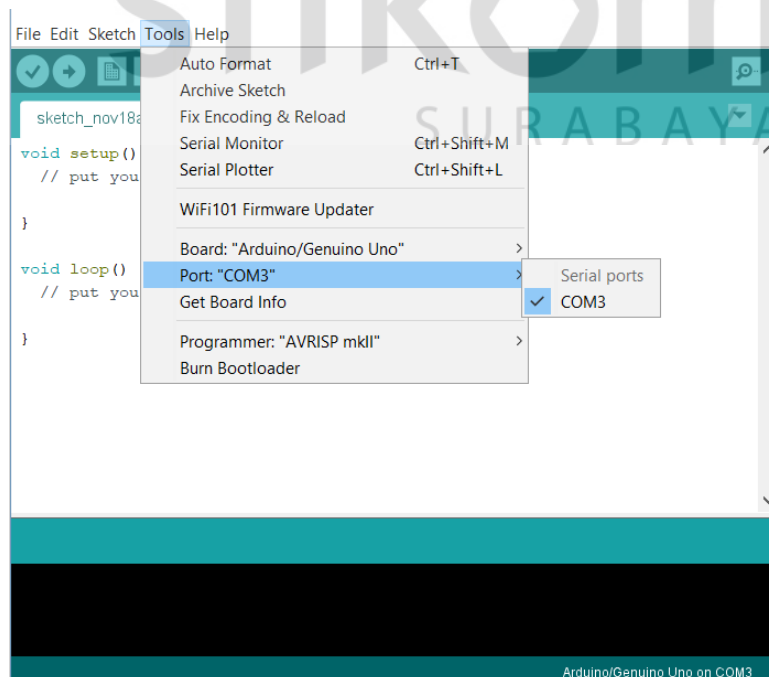 stikom
SURABAYA
File Edit Sketch Tools Help
sketch_nov18a
void setup()
// put you
}
void loop()
// put you
}
Auto Format Ctrl+T
Archive Sketch
Fix Encoding & Reload
Serial Monitor Ctrl+Shift+M
Serial Plotter Ctrl+Shift+L
WiFi101 Firmware Updater
Board: "Arduino/Genuino Uno"
Port: "COM3"
Get Board Info
Programmer: "AVRISP mkII"
Burn Bootloader
Serial ports
COM3
Arduino/Genuino Uno on COM3